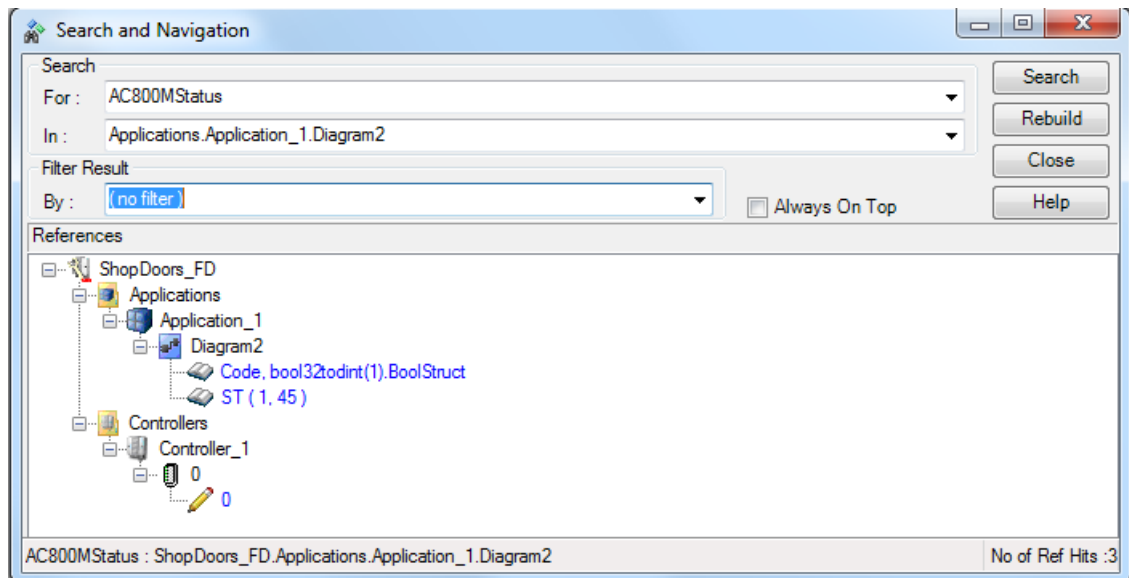 Search and Navigation
Search
For : AC800MStatus
In : Applications.Application_1.Diagram2
Filter Result
By : ( no filter )
Always On Top
Search
Rebuild
Close
Help
References
ShopDoors_FD
Applications
Application_1
Diagram2
Code, bool32todint(1).BoolStruct
ST ( 1, 45 )
Controllers
Controller_1
0
0
AC800MStatus : ShopDoors_FD.Applications.Application_1.Diagram2
No of Ref Hits :3